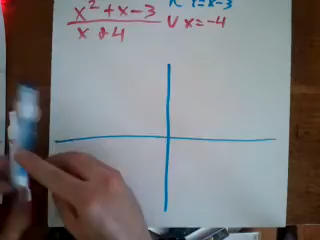 x² + x - 3
x + 4
V x = -4